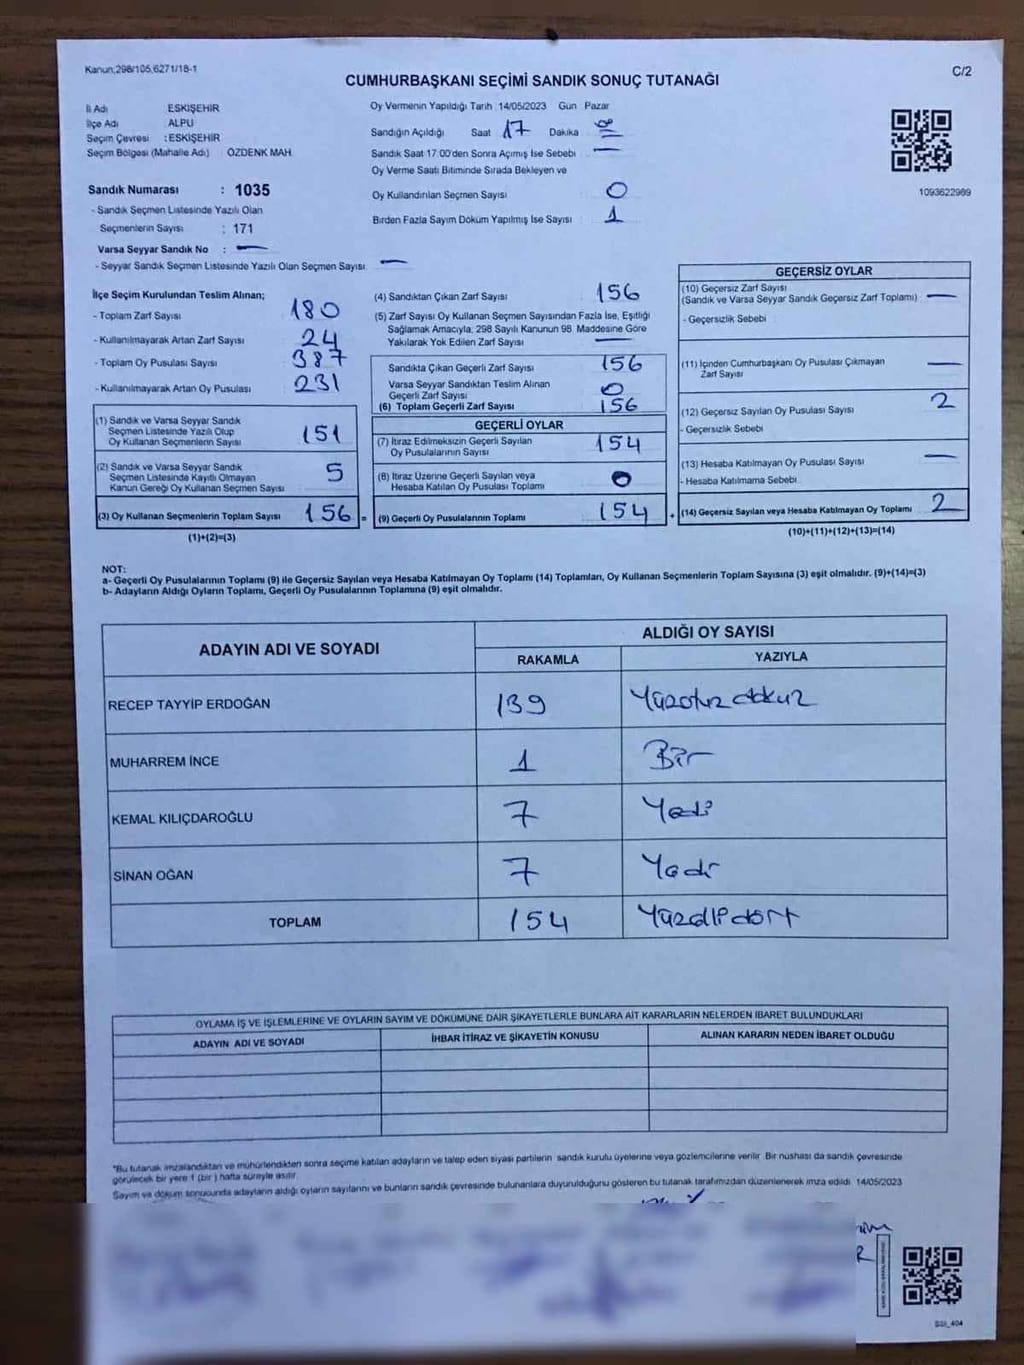 Kanun;298/105,6271/18-1
C/2
CUMHURBAŞKANI SEÇİMİ SANDIK SONUÇ TUTANAĞI
İl Adı ESKİŞEHİR
İlçe Adı : ALPU
Seçim Çevresi : ESKİŞEHİR
Seçim Bölgesi (Mahalle Adı) ÖZDENK MAH.
Sandık Numarası : 1035
- Sandık Seçmen Listesinde Yazılı Olan
Seçmenlerin Sayısı : 171
Varsa Seyyar Sandık No : —
- Seyyar Sandık Seçmen Listesinde Yazılı Olan Seçmen Sayısı: —
Oy Vermenin Yapıldığı Tarih :14/05/2023 Gün Pazar
Sandığın Açıldığı Saat 17 Dakika
Sandık Saat 17:00'den Sonra Açımış İse Sebebi —
Oy Verme Saati Bitiminde Sırada Bekleyen ve
Oy Kullandırılan Seçmen Sayısı 0
Birden Fazla Sayım Döküm Yapılmış İse Sayısı 1
1093622969
İlçe Seçim Kurulundan Teslim Alınan;
- Toplam Zarf Sayısı 180
- Kullanılmayarak Artan Zarf Sayısı 24
- Toplam Oy Pusulası Sayısı 387
- Kullanılmayarak Artan Oy Pusulası 231
(1) Sandık ve Varsa Seyyar Sandık
Seçmen Listesinde Yazılı Olup
Oy Kullanan Seçmenlerin Sayısı 151
(2) Sandık ve Varsa Seyyar Sandık
Seçmen Listesinde Kayıtlı Olmayan
Kanun Gereği Oy Kullanan Seçmen Sayısı 5
(3) Oy Kullanan Seçmenlerin Toplam Sayısı 156 =
(1)+(2)=(3)
(4) Sandıktan Çıkan Zarf Sayısı 156
(5) Zarf Sayısı Oy Kullanan Seçmen Sayısından Fazla İse, Eşitliği
Sağlamak Amacıyla, 298 Sayılı Kanunun 98. Maddesine Göre
Yakılarak Yok Edilen Zarf Sayısı —
Sandıkta Çıkan Geçerli Zarf Sayısı 156
Varsa Seyyar Sandıktan Teslim Alınan
Geçerli Zarf Sayısı 0
(6) Toplam Geçerli Zarf Sayısı 156
GEÇERLİ OYLAR
(7) İtiraz Edilmeksizin Geçerli Sayılan
Oy Pusulalarının Sayısı 154
(8) İtiraz Üzerine Geçerli Sayılan veya
Hesaba Katılan Oy Pusulası Toplamı 0
(9) Geçerli Oy Pusulalarının Toplamı 154 +
GEÇERSİZ OYLAR
(10) Geçersiz Zarf Sayısı
(Sandık ve Varsa Seyyar Sandık Geçersiz Zarf Toplamı) —
- Geçersizlik Sebebi
(11) İçinden Cumhurbaşkanı Oy Pusulası Çıkmayan
Zarf Sayısı —
(12) Geçersiz Sayılan Oy Pusulası Sayısı 2
- Geçersizlik Sebebi
(13) Hesaba Katılmayan Oy Pusulası Sayısı —
- Hesaba Katılmama Sebebi
(14) Geçersiz Sayılan veya Hesaba Katılmayan Oy Toplamı 2
(10)+(11)+(12)+(13)=(14)
NOT:
a- Geçerli Oy Pusulalarının Toplamı (9) ile Geçersiz Sayılan veya Hesaba Katılmayan Oy Toplamı (14) Toplamları, Oy Kullanan Seçmenlerin Toplam Sayısına (3) eşit olmalıdır. (9)+(14)=(3)
b- Adayların Aldığı Oyların Toplamı, Geçerli Oy Pusulalarının Toplamına (9) eşit olmalıdır.
ADAYIN ADI VE SOYADI ALDIĞI OY SAYISI
RAKAMLA YAZIYLA
RECEP TAYYİP ERDOĞAN 139 Yüzotuz dokuz
MUHARREM İNCE 1 Bir
KEMAL KILIÇDAROĞLU 7 Yedi
SİNAN OĞAN 7 Yedi
TOPLAM 154 Yüzelli dört
OYLAMA İŞ VE İŞLEMLERİNE VE OYLARIN SAYIM VE DÖKÜMÜNE DAİR ŞİKAYETLERLE BUNLARA AİT KARARLARIN NELERDEN İBARET BULUNDUKLARI
ADAYIN ADI VE SOYADI İHBAR İTİRAZ VE ŞİKAYETİN KONUSU ALINAN KARARIN NEDEN İBARET OLDUĞU
*Bu tutanak imzalandıktan ve mühürlendikten sonra seçime katılan adayların ve talep eden siyasi partilerin sandık kurulu üyelerine veya gözlemcilerine verilir. Bir nüshası da sandık çevresinde
görülecek bir yere 1 (bir) hafta süreyle asılır.
Sayım ve döküm sonucunda adayların aldığı oyların sayılarını ve bunların sandık çevresinde bulunanlara duyurulduğunu gösteren bu tutanak tarafımızdan düzenlenerek imza edildi. 14/05/2023